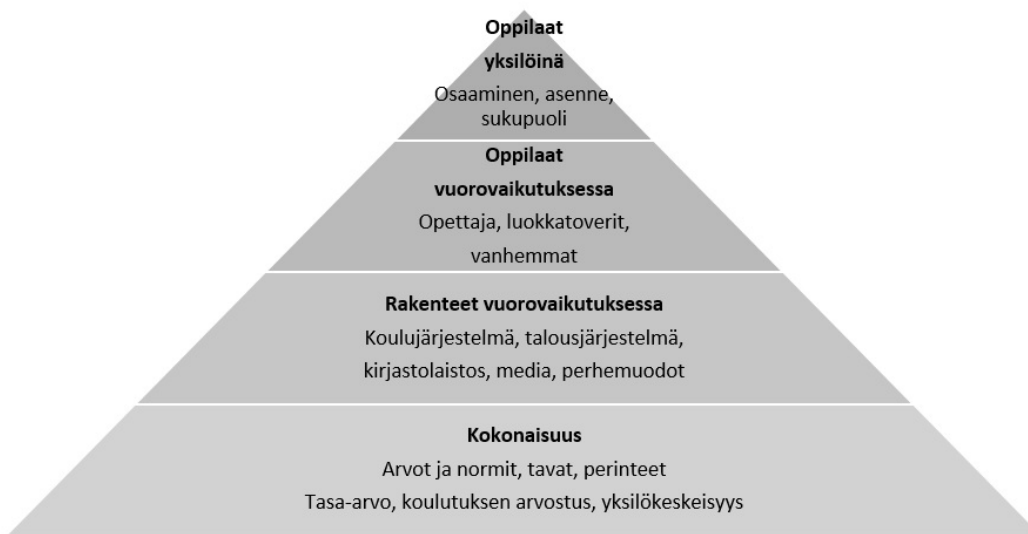 Oppilaat
yksilöinä
Osaaminen, asenne,
sukupuoli
Oppilaat
vuorovaikutuksessa
Opettaja, luokkatoverit,
vanhemmat
Rakenteet vuorovaikutuksessa
Koulujärjestelmä, talousjärjestelmä,
kirjastolaistos, media, perhemuodot
Kokonaisuus
Arvot ja normit, tavat, perinteet
Tasa-arvo, koulutuksen arvostus, yksilökeskeisyys